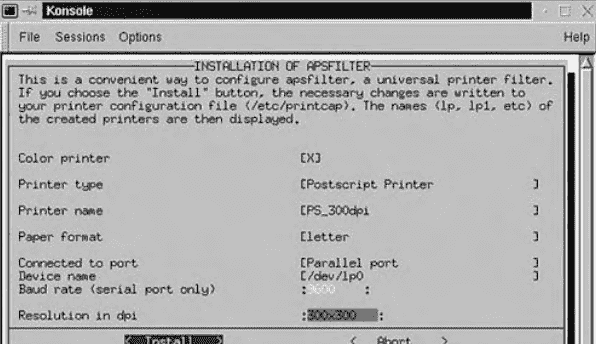 Konsole
File Sessions Options Help
INSTALLATION OF APSFILTER
This is a convenient way to configure apsfilter, a universal printer filter.
If you choose the "Install" button, the necessary changes are written to
your printer configuration file (/etc/printcap). The names (lp, lp1, etc) of
the created printers are then displayed.
Color printer [X]
Printer type [Postscript Printer ]
Printer name [PS_300dpi ]
Paper format [letter ]
Connected to port [Parallel port ]
Device name [/dev/lp0 ]
Baud rate (serial port only) :9600 :
Resolution in dpi :300x300 :
< Install > < Abort >